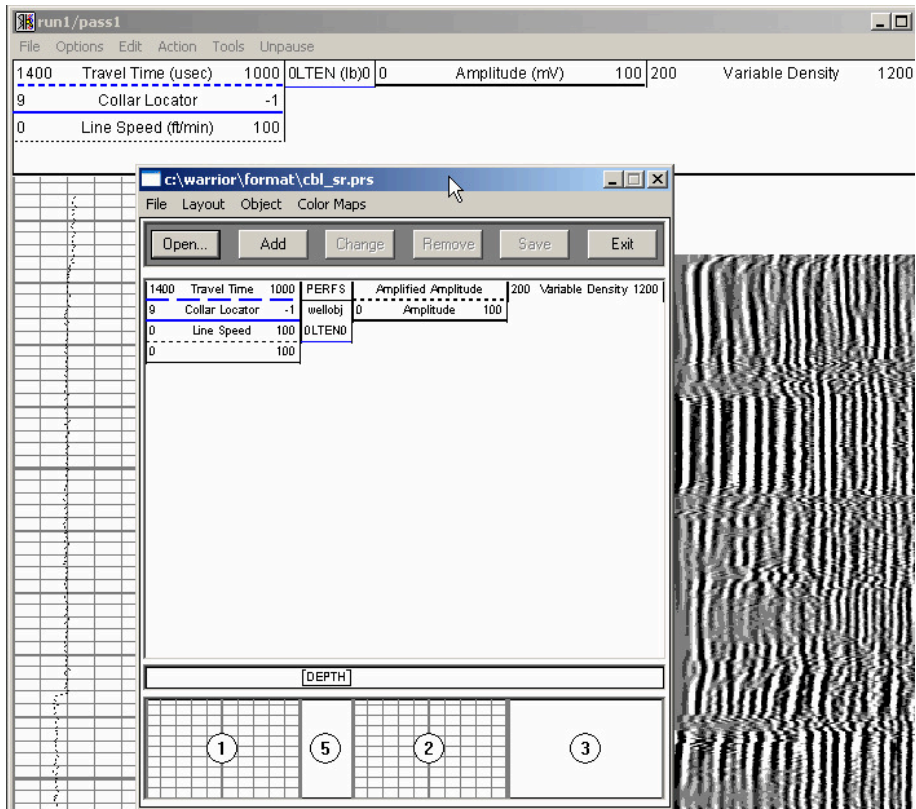 run1/pass1
File Options Edit Action Tools Unpause
1400 Travel Time (usec) 1000 0LTEN (lb)0 0 Amplitude (mV) 100 200 Variable Density 1200
9 Collar Locator -1
0 Line Speed (ft/min) 100
c:\warrior\format\cbl_sr.prs
File Layout Object Color Maps
Open... Add Change Remove Save Exit
1400 Travel Time 1000 PERFS Amplified Amplitude 200 Variable Density 1200
9 Collar Locator -1 wellobj 0 Amplitude 100
0 Line Speed 100 0LTEN0
0 100
[DEPTH]
1 5 2 3